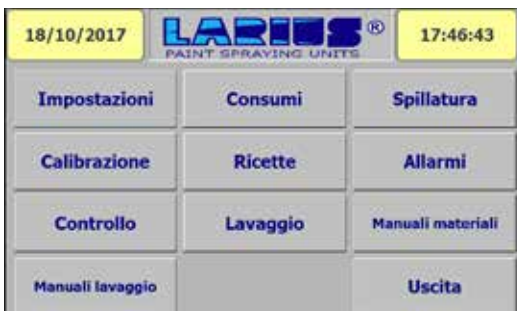 18/10/2017 LARIUS® 17:46:43
PAINT SPRAYING UNITS
Impostazioni Consumi Spillatura
Calibrazione Ricette Allarmi
Controllo Lavaggio Manuali materiali
Manuali lavaggio Uscita